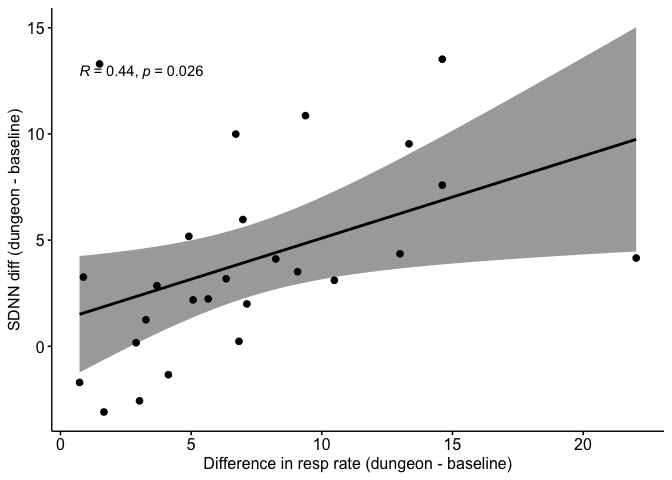 15
R = 0.44, p = 0.026
10
5
0
SDNN diff (dungeon - baseline)
0 5 10 15 20
Difference in resp rate (dungeon - baseline)